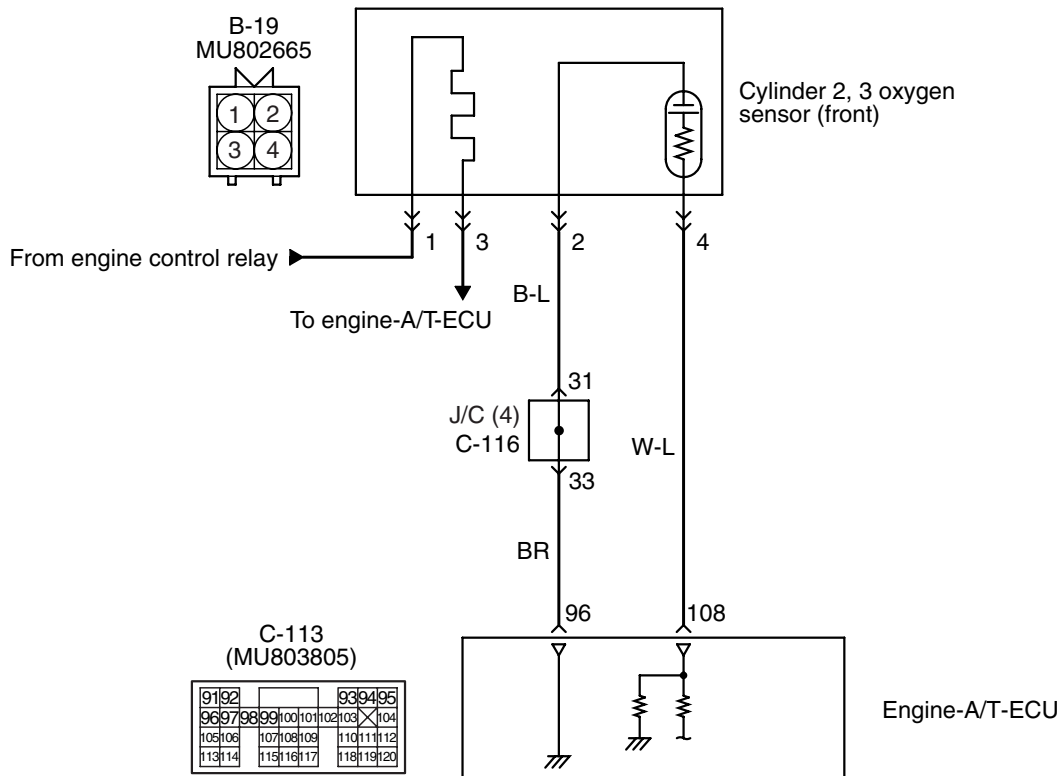 B-19
MU802665
1 2
3 4
Cylinder 2, 3 oxygen
sensor (front)
1 3 2 4
From engine control relay
To engine-A/T-ECU
B-L
31
J/C (4)
C-116
W-L
33
BR
96 108
C-113
(MU803805)
91 92 93 94 95
96 97 98 99 100 101 102 103 104
105 106 107 108 109 110 111 112
113 114 115 116 117 118 119 120
Engine-A/T-ECU